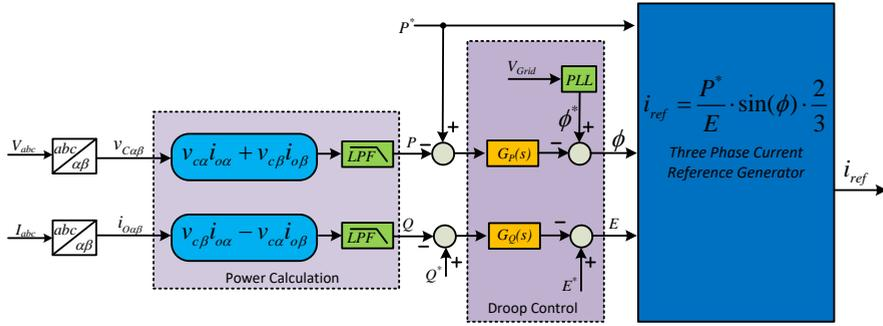 P*
V_Grid
PLL
i_ref = P*/E · sin(ϕ) · 2/3
V_abc
abc
αβ
v_Cαβ
v_cα i_oα + v_cβ i_oβ
LPF
P
−
+
G_P(s)
−
+
ϕ*
ϕ
Three Phase Current
Reference Generator
i_ref
I_abc
abc
αβ
i_Oαβ
v_cβ i_oα − v_cα i_oβ
LPF
Q
−
+
Q*
G_Q(s)
−
+
E*
E
Power Calculation
Droop Control